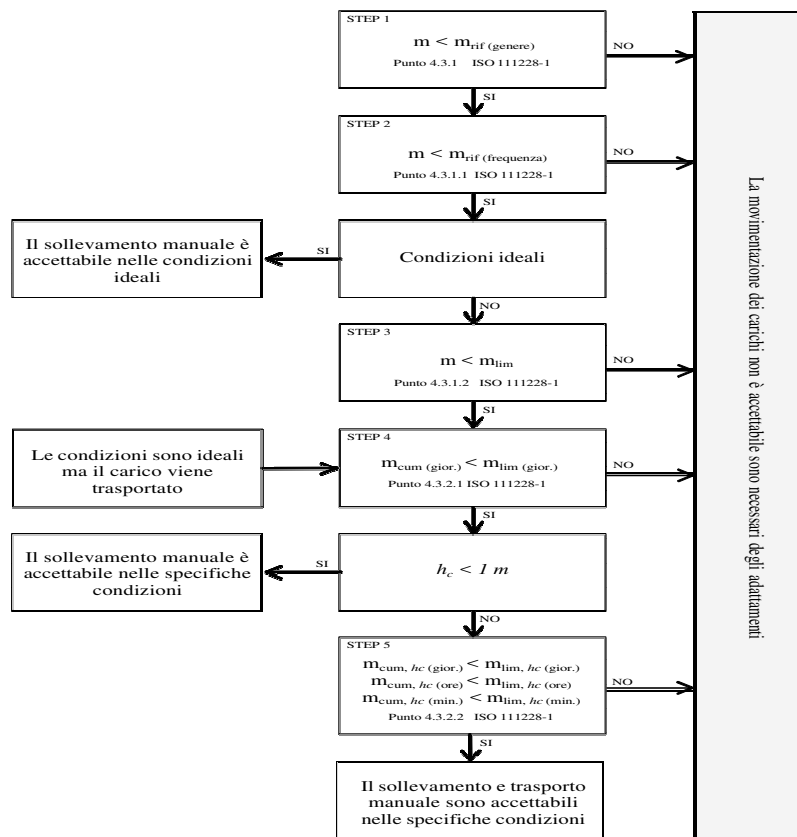 STEP 1
m < mrif (genere)
Punto 4.3.1 ISO 111228-1
NO
SI
STEP 2
m < mrif (frequenza)
Punto 4.3.1.1 ISO 111228-1
NO
SI
Il sollevamento manuale è
accettabile nelle condizioni
ideali
SI
Condizioni ideali
NO
STEP 3
m < mlim
Punto 4.3.1.2 ISO 111228-1
NO
SI
Le condizioni sono ideali
ma il carico viene
trasportato
STEP 4
mcum (gior.) < mlim (gior.)
Punto 4.3.2.1 ISO 111228-1
NO
SI
Il sollevamento manuale è
accettabile nelle specifiche
condizioni
SI
hc < 1 m
NO
STEP 5
mcum, hc (gior.) < mlim, hc (gior.)
mcum, hc (ore) < mlim, hc (ore)
mcum, hc (min.) < mlim, hc (min.)
Punto 4.3.2.2 ISO 111228-1
NO
SI
Il sollevamento e trasporto
manuale sono accettabili
nelle specifiche condizioni
La movimentazione dei carichi non è accettabile sono necessari degli adattamenti